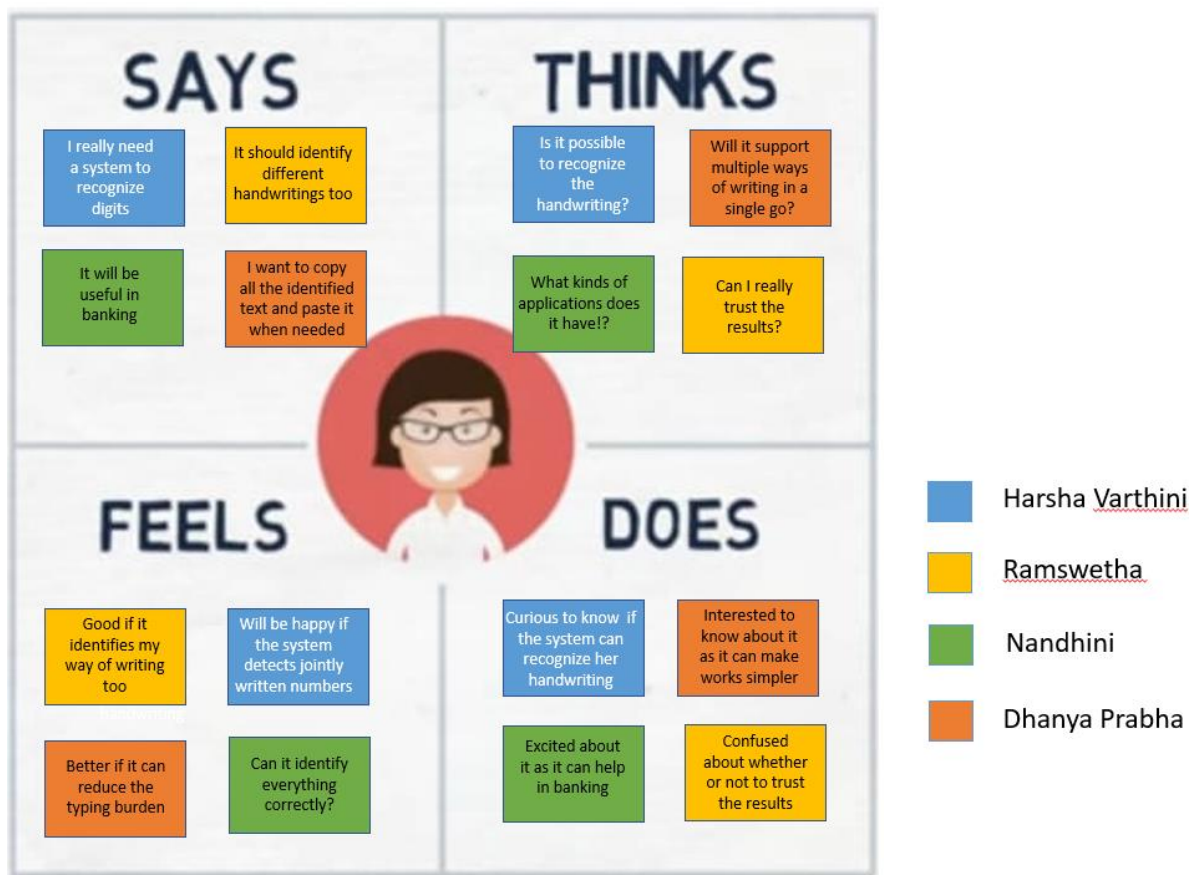 SAYS
I really need
a system to
recognize
digits
It should identify
different
handwritings too
It will be
useful in
banking
I want to copy
all the identified
text and paste it
when needed
THINKS
Is it possible
to recognize
the
handwriting?
Will it support
multiple ways
of writing in a
single go?
What kinds of
applications does
it have!?
Can I really
trust the
results?
FEELS
Good if it
identifies my
way of writing
too
Will be happy if
the system
detects jointly
written numbers
Better if it can
reduce the
typing burden
Can it identify
everything
correctly?
DOES
Curious to know if
the system can
recognize her
handwriting
Interested to
know about it
as it can make
works simpler
Excited about
it as it can help
in banking
Confused
about whether
or not to trust
the results
Harsha Varthini
Ramswetha
Nandhini
Dhanya Prabha